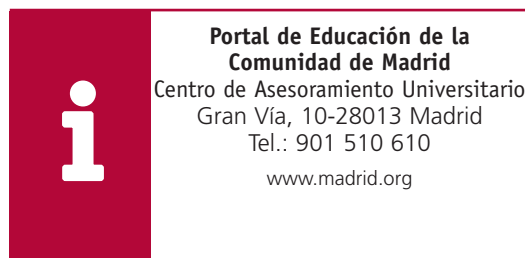 Portal de Educación de la
Comunidad de Madrid
Centro de Asesoramiento Universitario
Gran Vía, 10-28013 Madrid
Tel.: 901 510 610
www.madrid.org